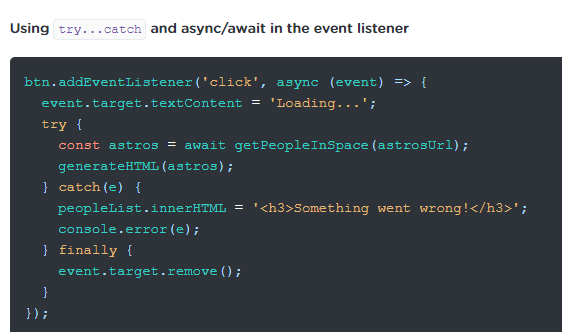 Using try...catch and async/await in the event listener
btn.addEventListener('click', async (event) => {
  event.target.textContent = 'Loading...';
  try {
    const astros = await getPeopleInSpace(astrosUrl);
    generateHTML(astros);
  } catch(e) {
    peopleList.innerHTML = '<h3>Something went wrong!</h3>';
    console.error(e);
  } finally {
    event.target.remove();
  }
});